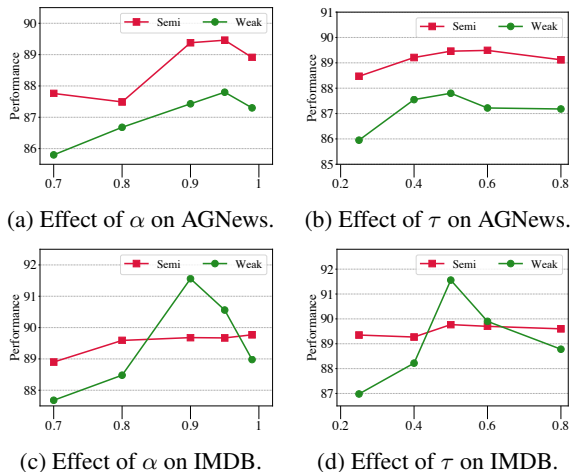 Semi Weak
Performance
90
89
88
87
86
0.7 0.8 0.9 1
(a) Effect of α on AGNews.
Semi Weak
Performance
91
90
89
88
87
86
85
0.2 0.4 0.6 0.8
(b) Effect of τ on AGNews.
Semi Weak
Performance
92
91
90
89
88
0.7 0.8 0.9 1
(c) Effect of α on IMDB.
Semi Weak
Performance
92
91
90
89
88
87
0.2 0.4 0.6 0.8
(d) Effect of τ on IMDB.